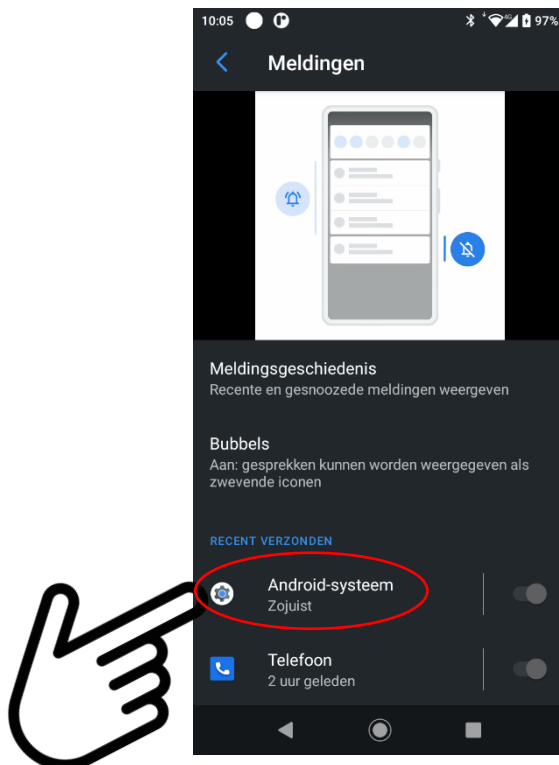 10:05 4G 97%
Meldingen
Meldingsgeschiedenis
Recente en gesnoozede meldingen weergeven
Bubbels
Aan: gesprekken kunnen worden weergegeven als
zwevende iconen
RECENT VERZONDEN
Android-systeem
Zojuist
Telefoon
2 uur geleden